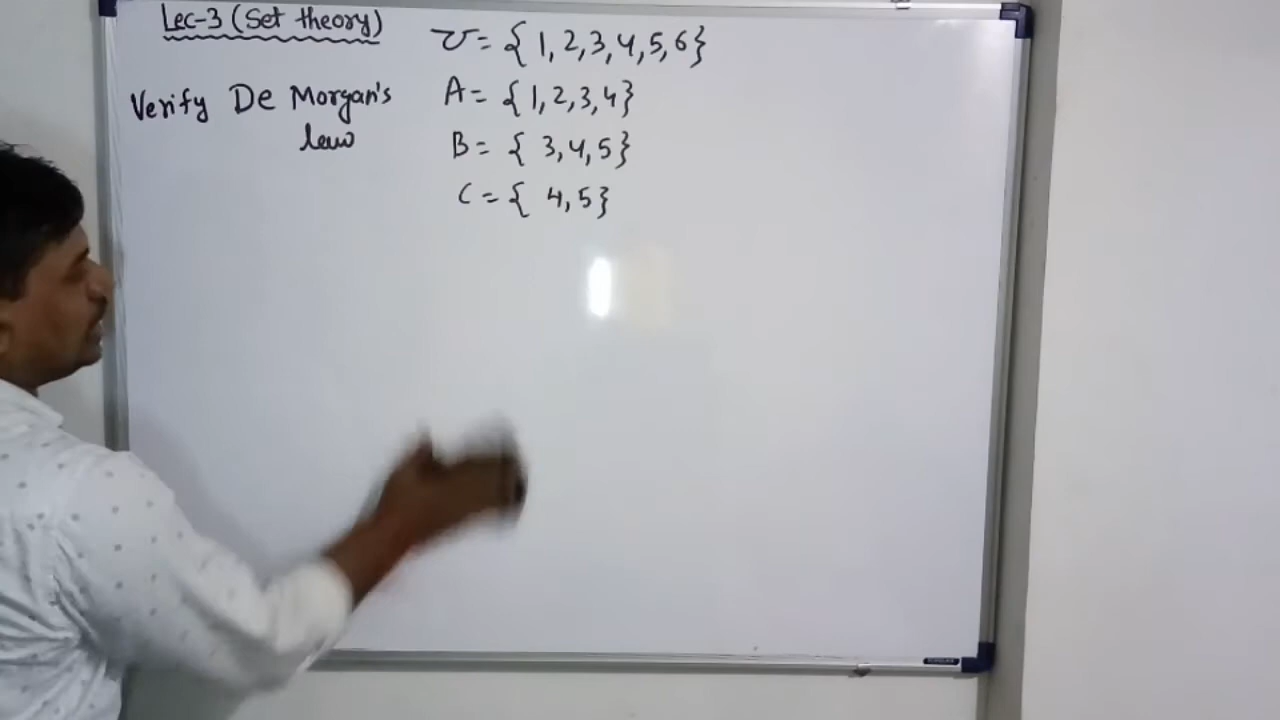 Lec-3 (Set theory)
Verify De Morgan's
law
U = { 1, 2, 3, 4, 5, 6 }
A = { 1, 2, 3, 4 }
B = { 3, 4, 5 }
C = { 4, 5 }